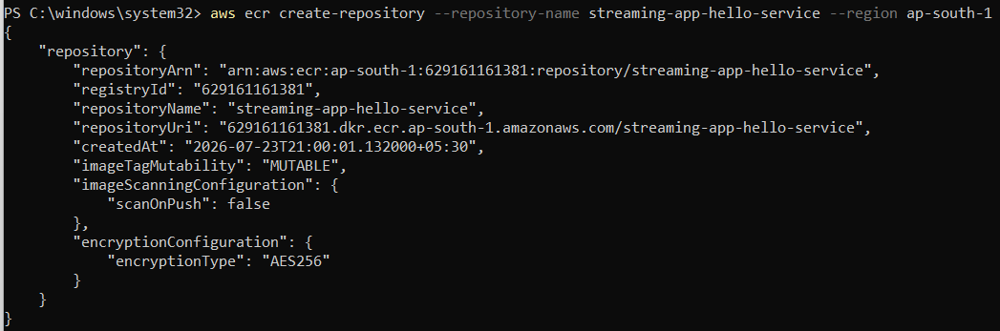 PS C:\windows\system32> aws ecr create-repository --repository-name streaming-app-hello-service --region ap-south-1
{
    "repository": {
        "repositoryArn": "arn:aws:ecr:ap-south-1:629161161381:repository/streaming-app-hello-service",
        "registryId": "629161161381",
        "repositoryName": "streaming-app-hello-service",
        "repositoryUri": "629161161381.dkr.ecr.ap-south-1.amazonaws.com/streaming-app-hello-service",
        "createdAt": "2026-07-23T21:00:01.132000+05:30",
        "imageTagMutability": "MUTABLE",
        "imageScanningConfiguration": {
            "scanOnPush": false
        },
        "encryptionConfiguration": {
            "encryptionType": "AES256"
        }
    }
}